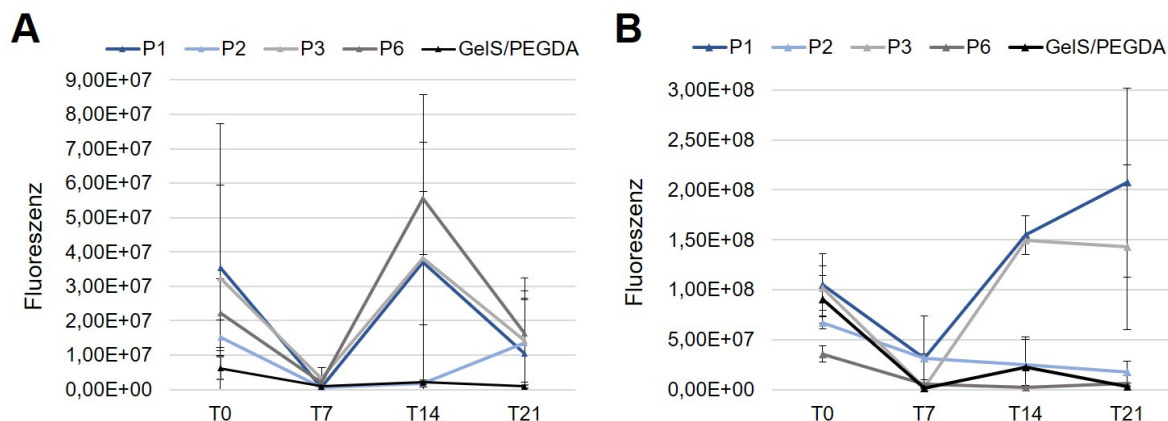 A
P1 P2 P3 P6 GelS/PEGDA
Fluoreszenz
9,00E+07
8,00E+07
7,00E+07
6,00E+07
5,00E+07
4,00E+07
3,00E+07
2,00E+07
1,00E+07
0,00E+00
T0 T7 T14 T21
B
P1 P2 P3 P6 GelS/PEGDA
Fluoreszenz
3,00E+08
2,50E+08
2,00E+08
1,50E+08
1,00E+08
5,00E+07
0,00E+00
T0 T7 T14 T21